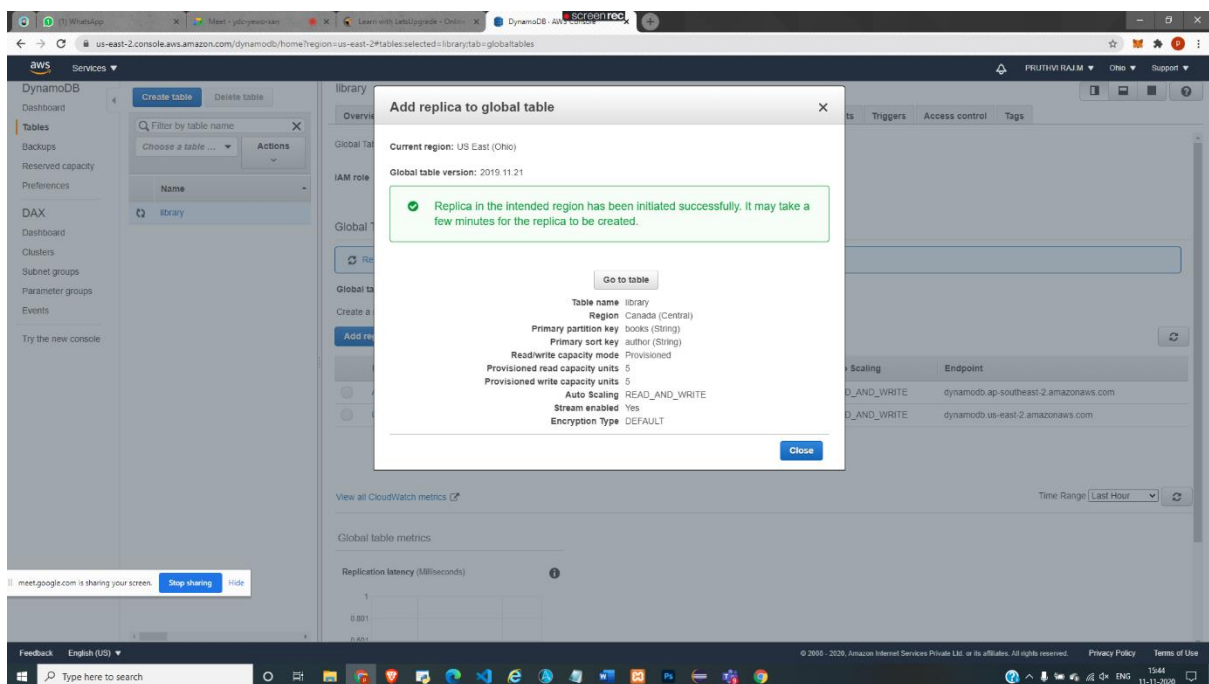 (1) WhatsApp
Meet - yds-yewo-rxn
Learn with LetsUpgrade - Online
DynamoDB - AWS Console
screenrec
us-east-2.console.aws.amazon.com/dynamodb/home?region=us-east-2#tables:selected=library;tab=globaltables
aws Services
PRUTHVI RAJ.M Ohio Support
DynamoDB
Dashboard
Tables
Backups
Reserved capacity
Preferences
DAX
Dashboard
Clusters
Subnet groups
Parameter groups
Events
Try the new console
Create table Delete table
Filter by table name
Choose a table ... Actions
Name
library
library
Triggers Access control Tags
IAM role
Add replica to global table
Current region: US East (Ohio)
Global table version: 2019.11.21
Replica in the intended region has been initiated successfully. It may take a
few minutes for the replica to be created.
Go to table
Table name library
Region Canada (Central)
Primary partition key books (String)
Primary sort key author (String)
Read/write capacity mode Provisioned
Provisioned read capacity units 5
Provisioned write capacity units 5
Auto Scaling READ_AND_WRITE
Stream enabled Yes
Encryption Type DEFAULT
Close
Scaling Endpoint
D_AND_WRITE dynamodb.ap-southeast-2.amazonaws.com
D_AND_WRITE dynamodb.us-east-2.amazonaws.com
View all CloudWatch metrics
Time Range Last Hour
Global table metrics
Replication latency (Milliseconds)
1
0.801
0.601
meet.google.com is sharing your screen. Stop sharing Hide
Feedback English (US)
© 2008 - 2020, Amazon Internet Services Private Ltd. or its affiliates. All rights reserved. Privacy Policy Terms of Use
Type here to search
ENG
15:44
11-11-2020